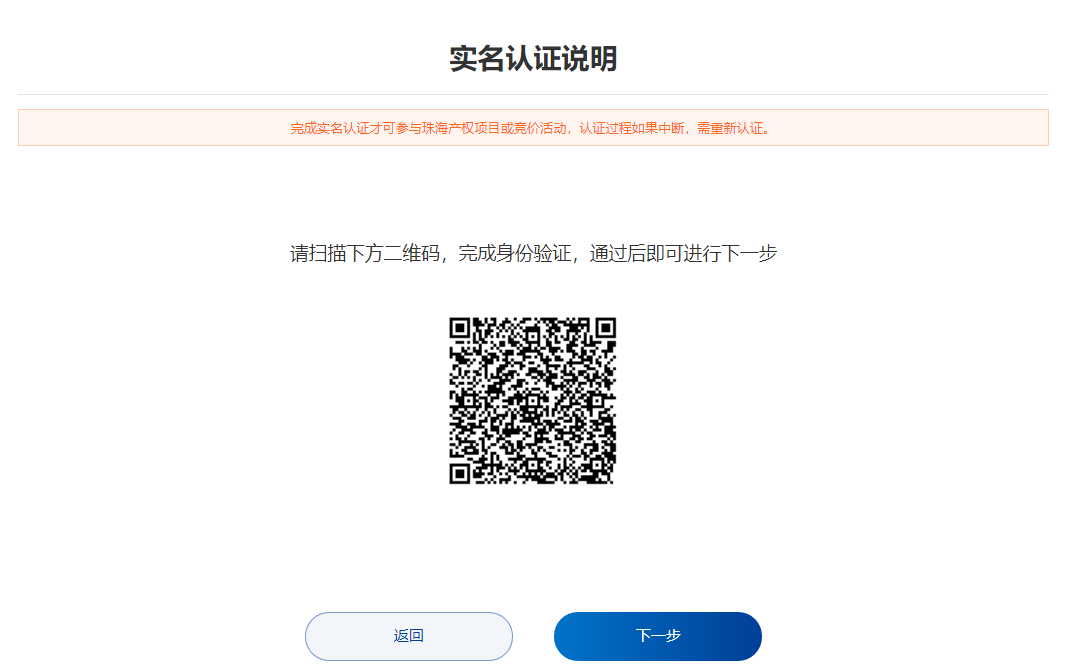 实名认证说明
完成实名认证才可参与珠海产权项目或竞价活动，认证过程如果中断，需重新认证。
请扫描下方二维码，完成身份验证，通过后即可进行下一步
返回
下一步